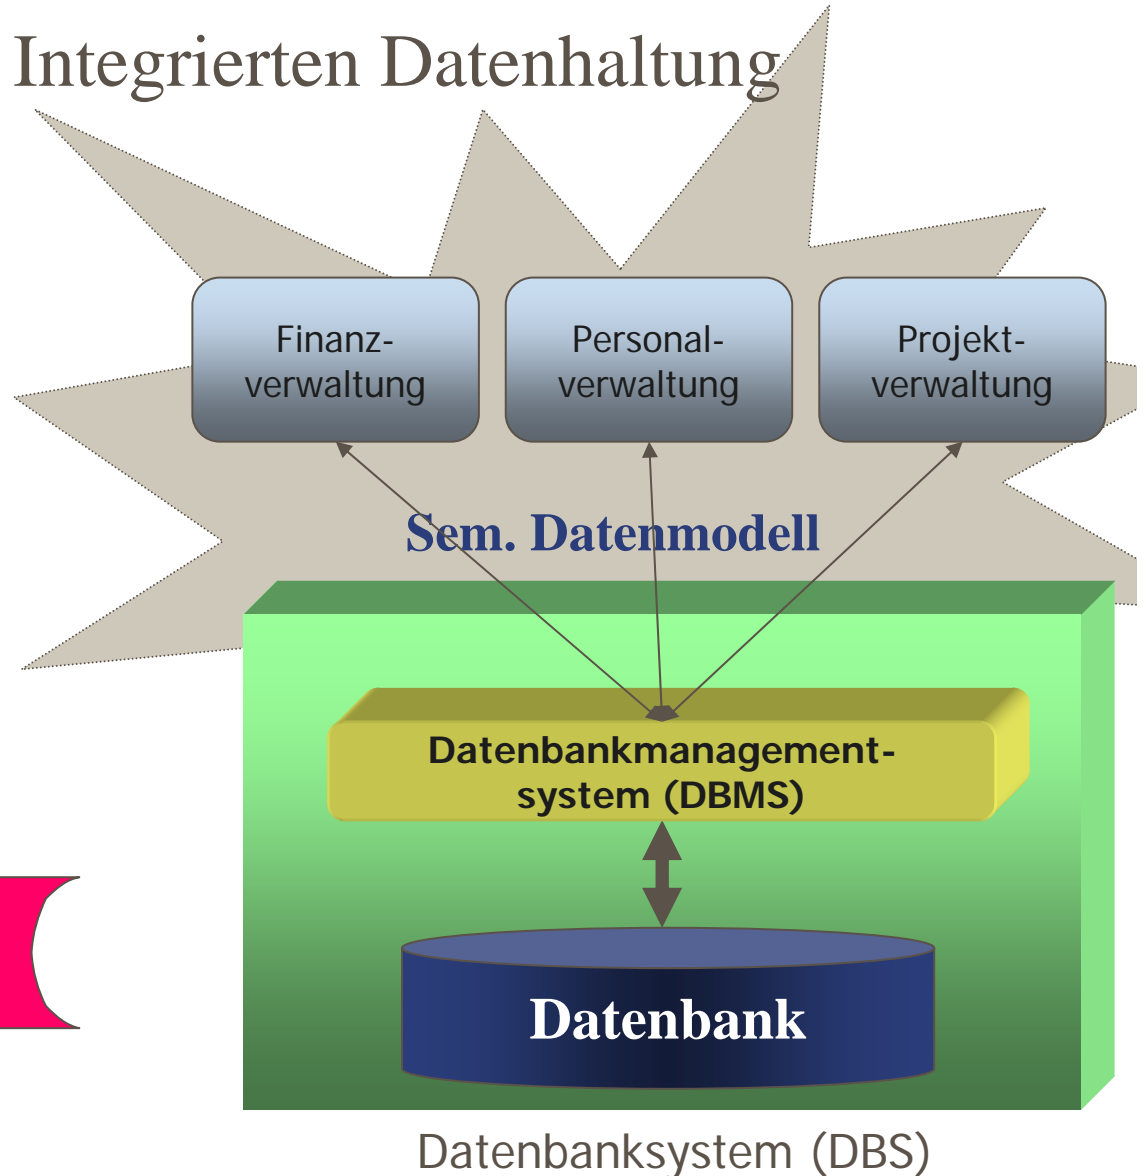 Integrierten Datenhaltung
Finanz-
verwaltung
Personal-
verwaltung
Projekt-
verwaltung
Sem. Datenmodell
Datenbankmanagement-
system (DBMS)
Datenbank
Datenbanksystem (DBS)